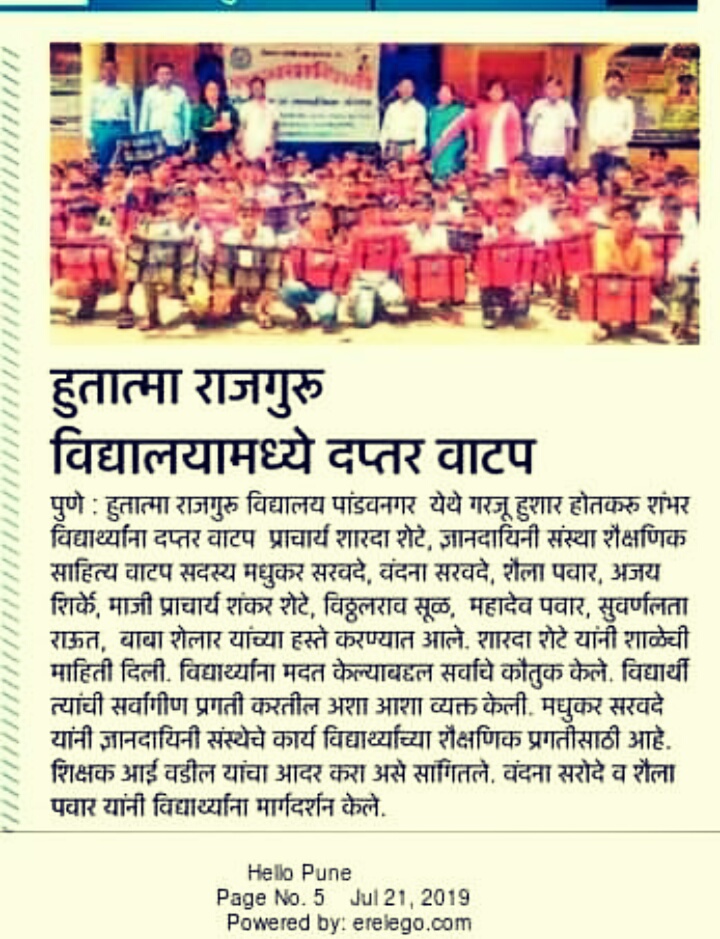 हुतात्मा राजगुरू
विद्यालयामध्ये दप्तर वाटप
पुणे : हुतात्मा राजगुरू विद्यालय पांडवनगर येथे गरजू हुशार होतकरू शंभर
विद्यार्थ्यांना दप्तर वाटप प्राचार्य शारदा शेटे, ज्ञानदायिनी संस्था शैक्षणिक
साहित्य वाटप सदस्य मधुकर सरवदे, वंदना सरवदे, शैला पवार, अजय
शिर्के, माजी प्राचार्य शंकर शेटे, विठ्ठलराव सूळ, महादेव पवार, सुवर्णलता
राऊत, बाबा शेलार यांच्या हस्ते करण्यात आले. शारदा शेटे यांनी शाळेची
माहिती दिली. विद्यार्थ्यांना मदत केल्याबद्दल सर्वांचे कौतुक केले. विद्यार्थी
त्यांची सर्वांगीण प्रगती करतील अशा आशा व्यक्त केली. मधुकर सरवदे
यांनी ज्ञानदायिनी संस्थेचे कार्य विद्यार्थ्यांच्या शैक्षणिक प्रगतीसाठी आहे.
शिक्षक आई वडील यांचा आदर करा असे सांगितले. वंदना सरोदे व शैला
पवार यांनी विद्यार्थ्यांना मार्गदर्शन केले.
Hello Pune
Page No. 5 Jul 21, 2019
Powered by: erelego.com